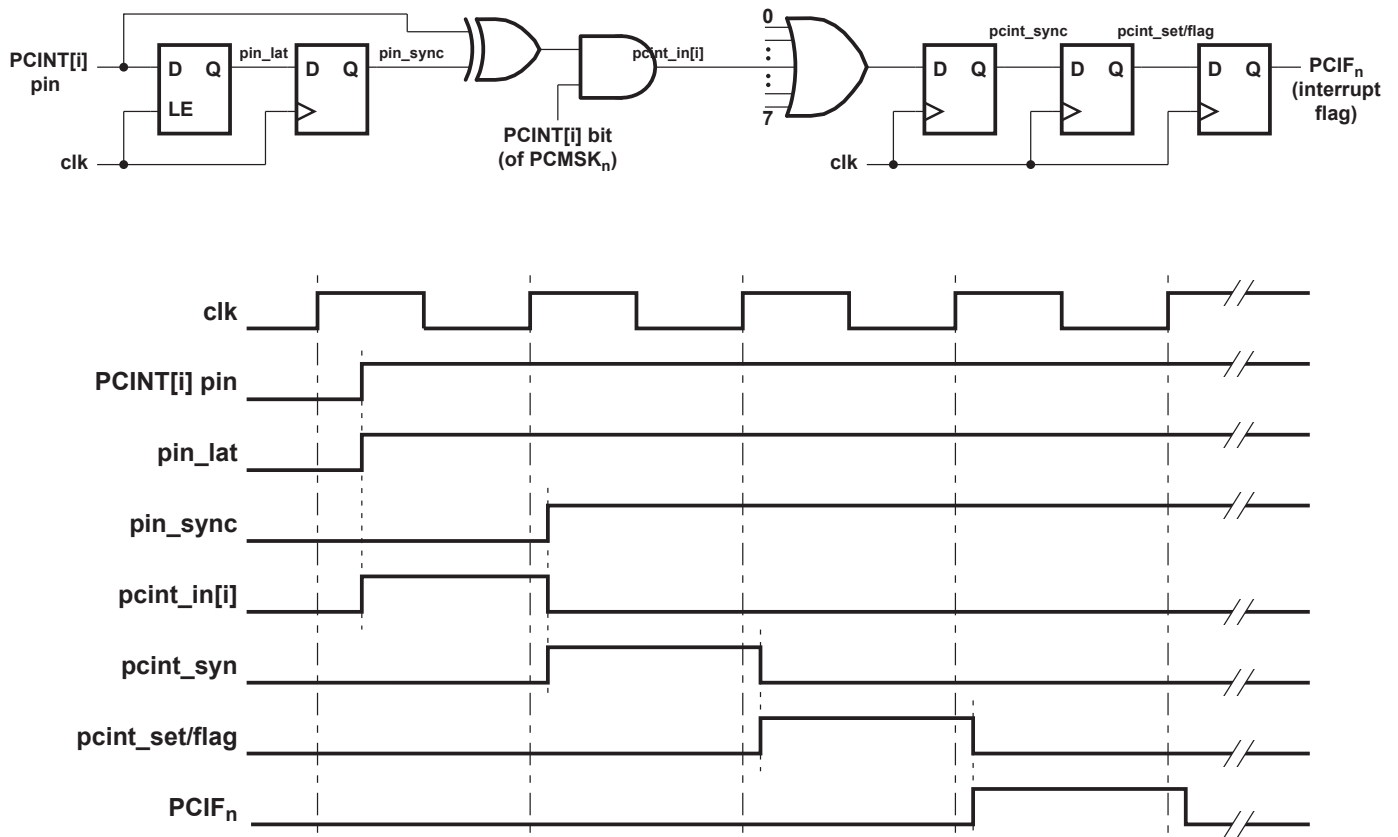 PCINT[i]
pin
D Q
LE
clk
pin_lat
D Q
pin_sync
pcint_in[i]
PCINT[i] bit
(of PCMSKn)
0
7
clk
D Q
pcint_sync
D Q
pcint_set/flag
D Q
PCIFn
(interrupt
flag)
clk
PCINT[i] pin
pin_lat
pin_sync
pcint_in[i]
pcint_syn
pcint_set/flag
PCIFn